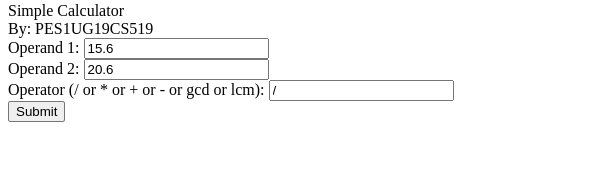 Simple Calculator
By: PES1UG19CS519
Operand 1: 15.6
Operand 2: 20.6
Operator (/ or * or + or - or gcd or lcm): /
Submit